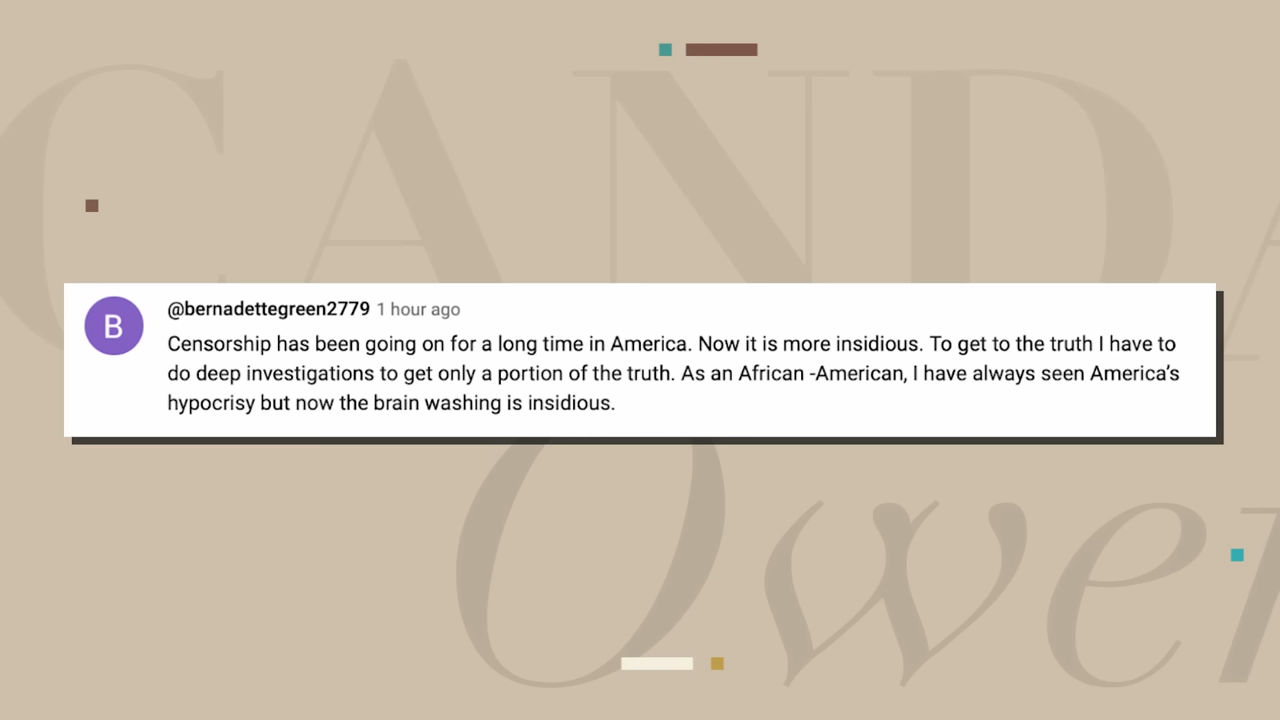 CANDA
B
@bernadettegreen2779 1 hour ago
Censorship has been going on for a long time in America. Now it is more insidious. To get to the truth I have to
do deep investigations to get only a portion of the truth. As an African -American, I have always seen America’s
hypocrisy but now the brain washing is insidious.
Owen